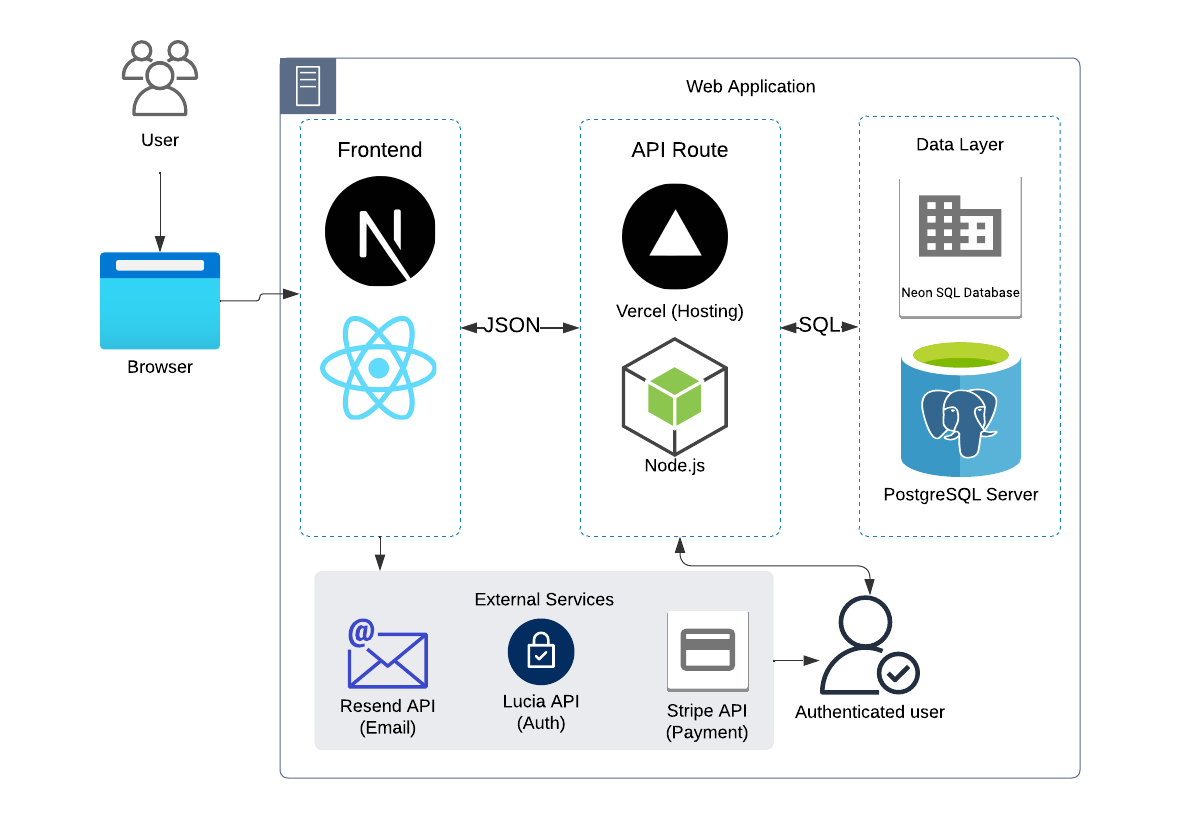 Web Application
User
Frontend
API Route
Data Layer
Neon SQL Database
Vercel (Hosting)
JSON
SQL
Browser
Node.js
PostgreSQL Server
External Services
@
Resend API
(Email)
Lucia API
(Auth)
Stripe API
(Payment)
Authenticated user